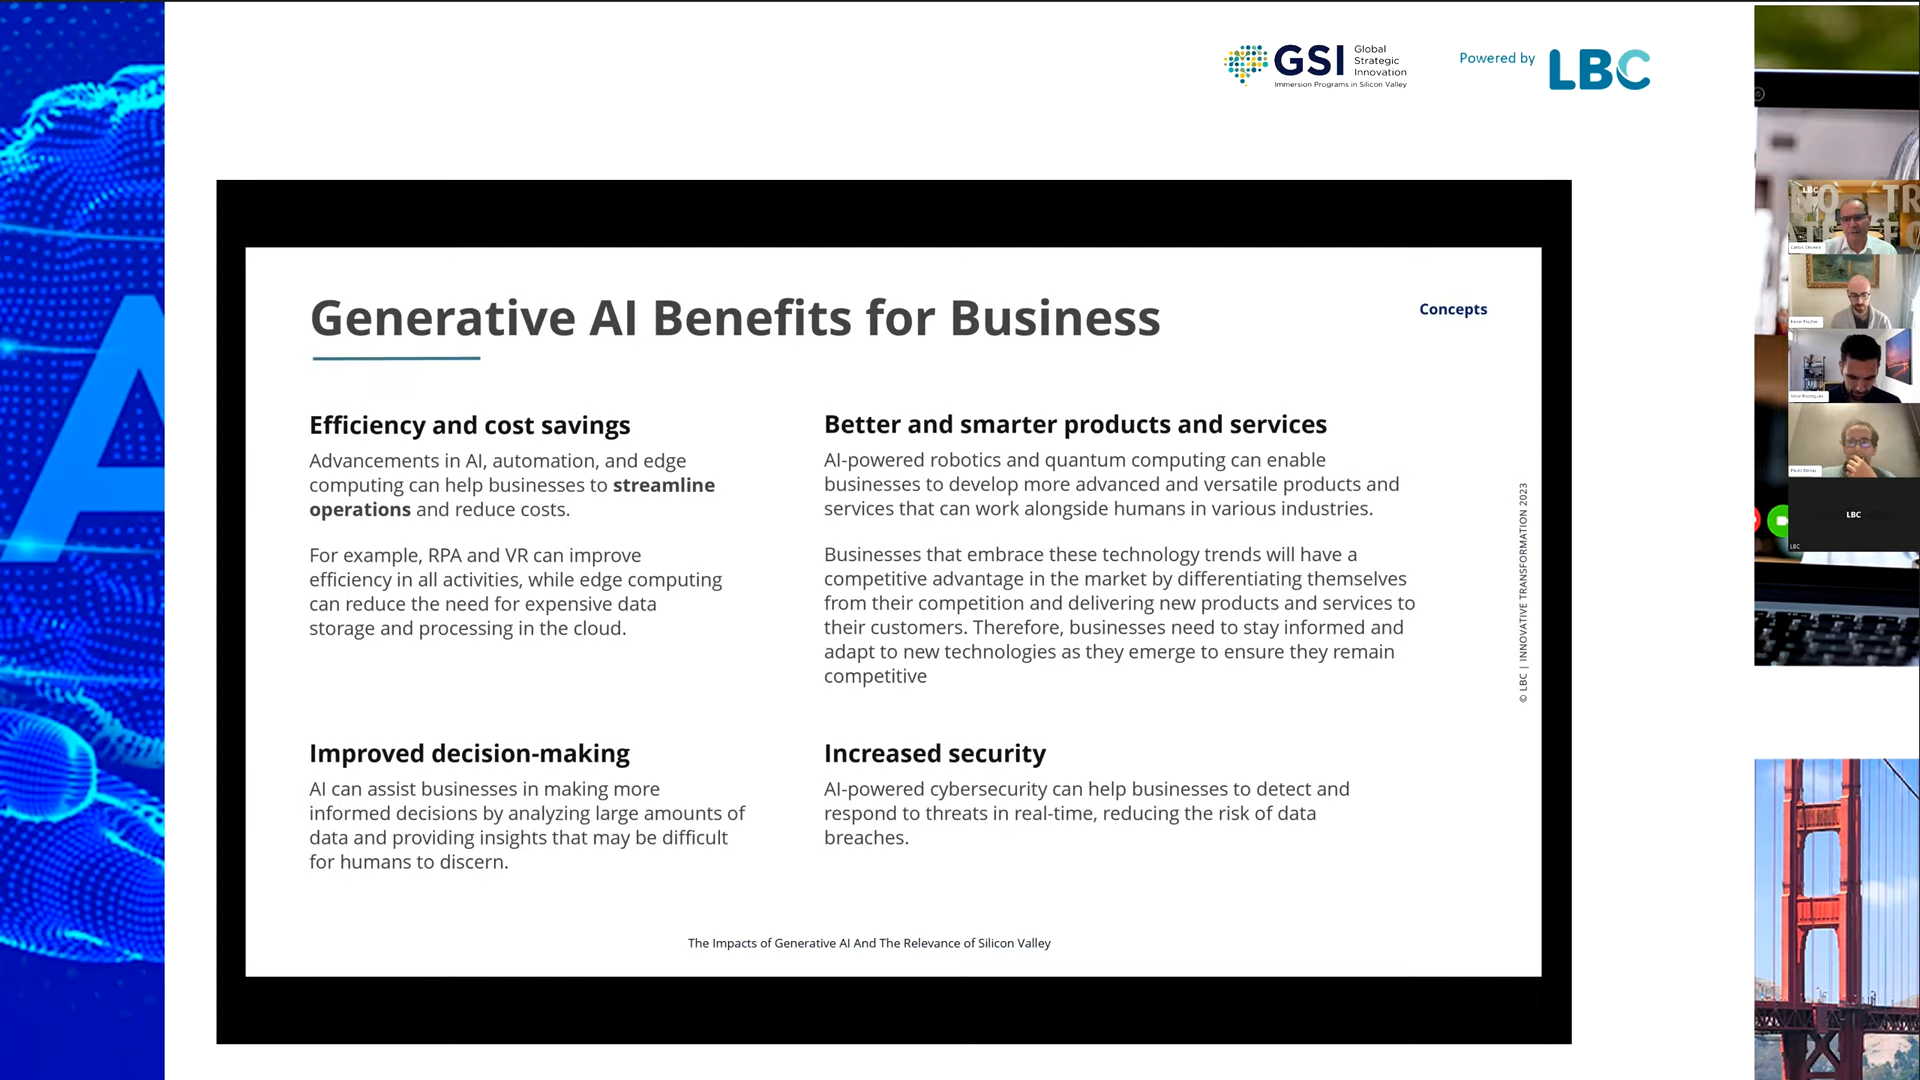 GSI
Global
Strategic
Innovation
Immersion Programs in Silicon Valley
Powered by
LBC
Generative AI Benefits for Business
Concepts
Efficiency and cost savings
Advancements in AI, automation, and edge
computing can help businesses to streamline
operations and reduce costs.
For example, RPA and VR can improve
efficiency in all activities, while edge computing
can reduce the need for expensive data
storage and processing in the cloud.
Better and smarter products and services
AI-powered robotics and quantum computing can enable
businesses to develop more advanced and versatile products and
services that can work alongside humans in various industries.
Businesses that embrace these technology trends will have a
competitive advantage in the market by differentiating themselves
from their competition and delivering new products and services to
their customers. Therefore, businesses need to stay informed and
adapt to new technologies as they emerge to ensure they remain
competitive
Improved decision-making
AI can assist businesses in making more
informed decisions by analyzing large amounts of
data and providing insights that may be difficult
for humans to discern.
Increased security
AI-powered cybersecurity can help businesses to detect and
respond to threats in real-time, reducing the risk of data
breaches.
© LBC | INNOVATIVE TRANSFORMATION 2023
The Impacts of Generative AI And The Relevance of Silicon Valley
A
LBC
Carlos Oliveira
LBC
LBC